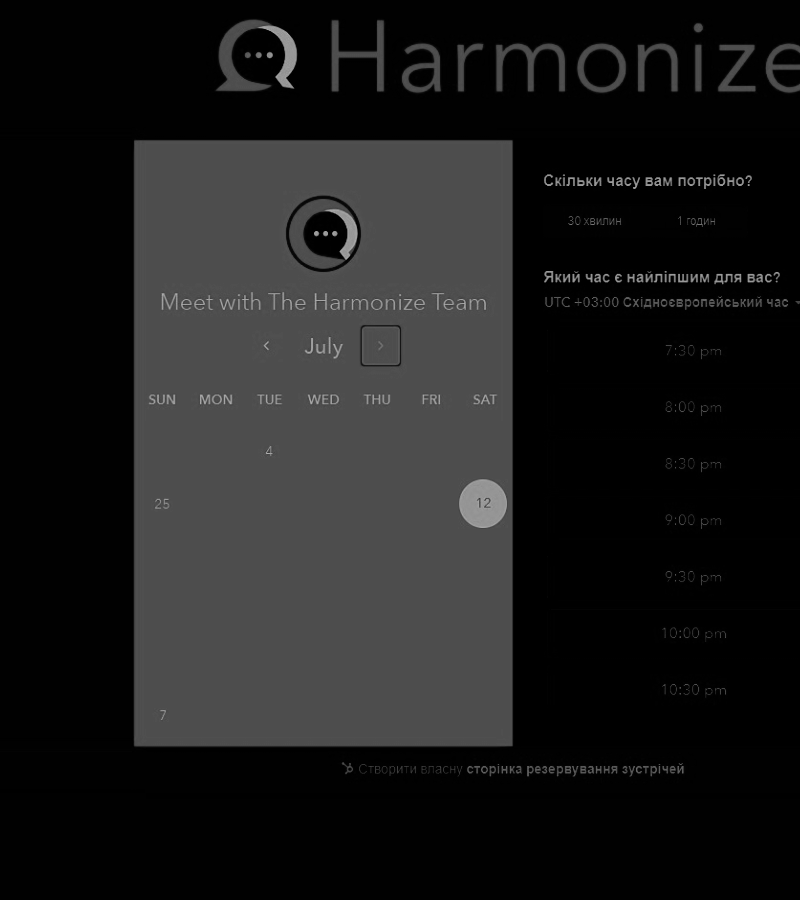 Harmonize
Meet with The Harmonize Team
July
SUN MON TUE WED THU FRI SAT
4
25 12
7
Скільки часу вам потрібно?
30 хвилин 1 годин
Який час є найліпшим для вас?
UTC +03:00 Східноєвропейський час
7:30 pm
8:00 pm
8:30 pm
9:00 pm
9:30 pm
10:00 pm
10:30 pm
Створити власну сторінка резервування зустрічей